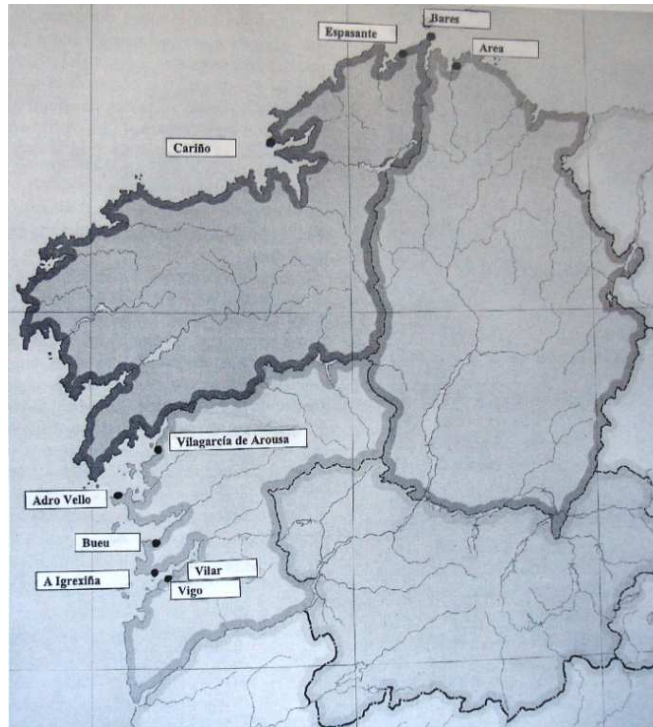 Bares
Espasante
Area
Cariño
Vilagarcía de Arousa
Adro Vello
Bueu
Vilar
A Igrexiña
Vigo